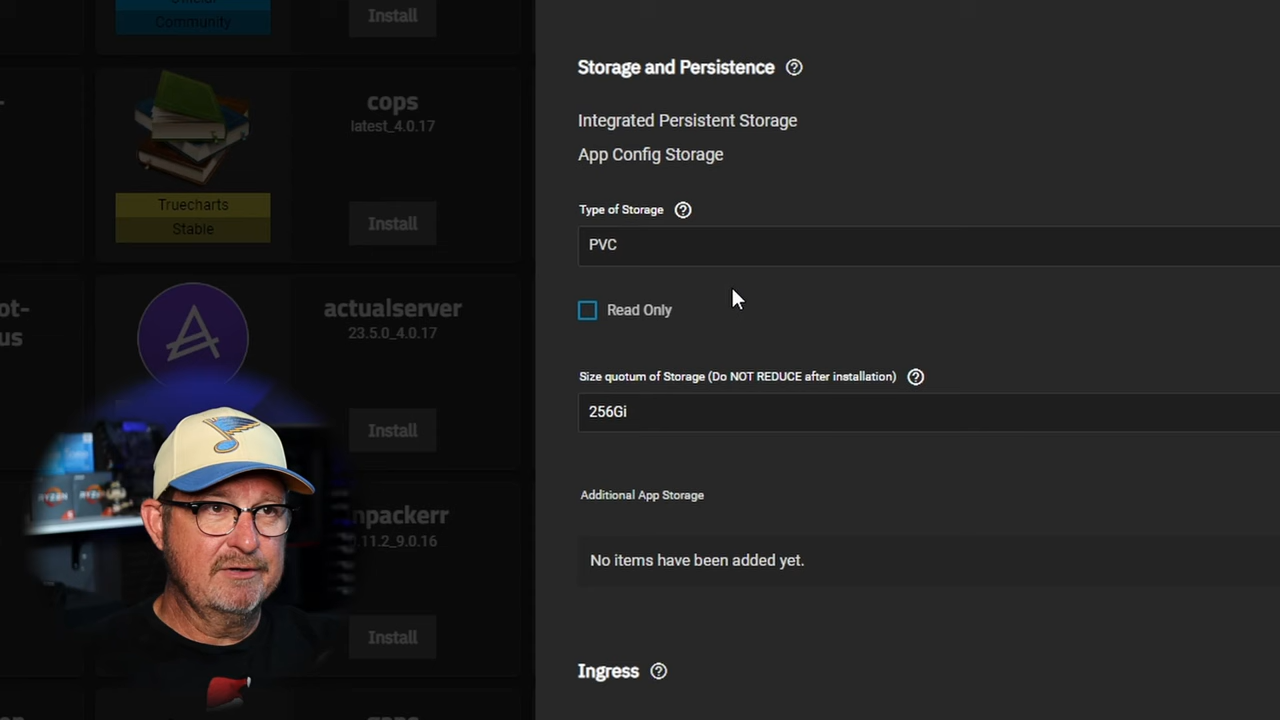 Community
Install
cops
latest_4.0.17
Truecharts
Stable
Install
actualserver
23.5.0_4.0.17
Install
Install
Storage and Persistence
Integrated Persistent Storage
App Config Storage
Type of Storage
PVC
Read Only
Size quotum of Storage (Do NOT REDUCE after installation)
256Gi
Additional App Storage
No items have been added yet.
Ingress
RYZEN